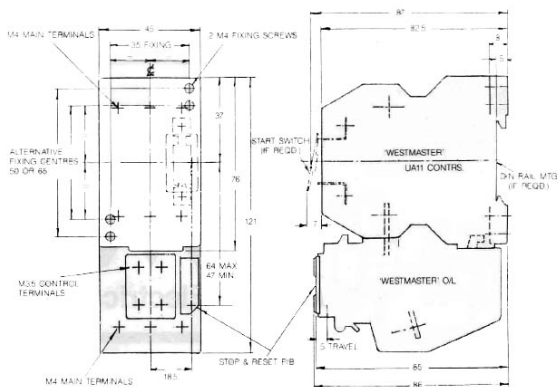 M4 MAIN TERMINALS
45
35 FIXING
2 M4 FIXING SCREWS
37
ALTERNATIVE
FIXING CENTRES
50 OR 65
START SWITCH
(IF REQD.)
76
121
M3.5 CONTROL
TERMINALS
64 MAX
47 MIN.
STOP & RESET P/B
18.5
M4 MAIN TERMINALS
82.5
8
5
'WESTMASTER'
UA11 CONTRS.
DIN RAIL MTG
(IF REQD.)
7
'WESTMASTER' O/L
5 TRAVEL
85
86